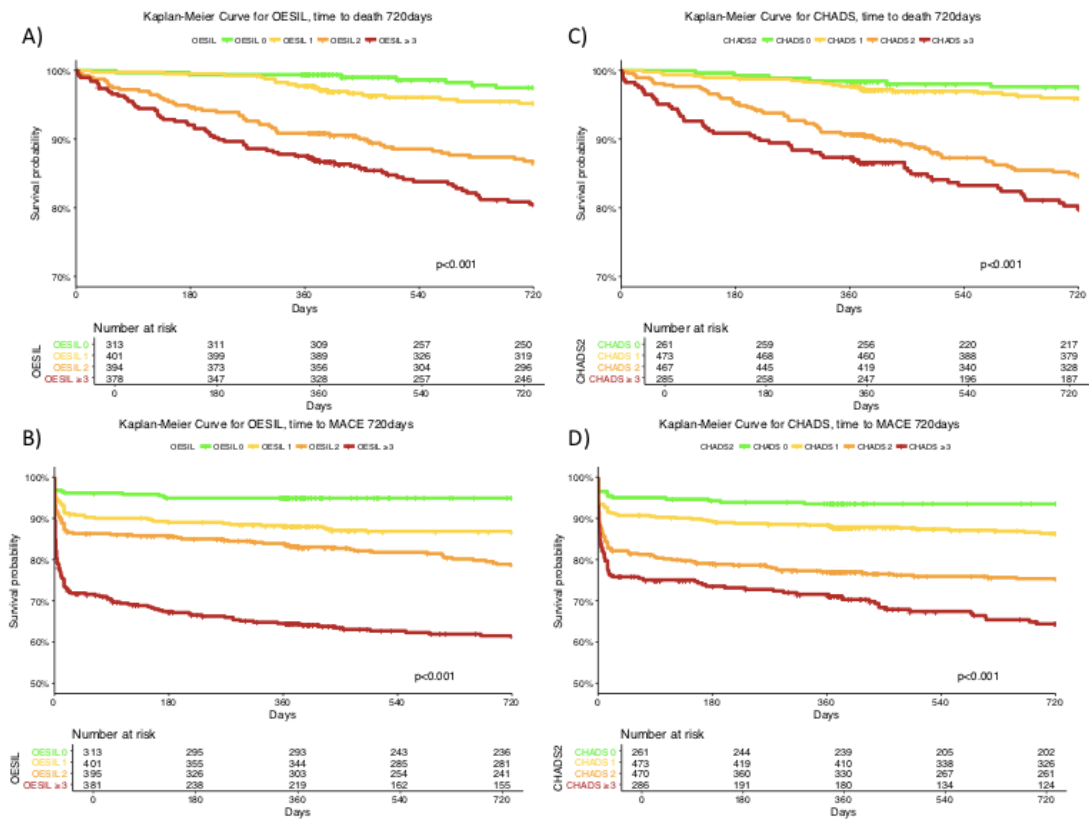 A)
Kaplan-Meier Curve for OESIL, time to death 720days
OESIL OESIL 0 OESIL 1 OESIL 2 OESIL ≥ 3
Survival probability
100%
90%
80%
70%
p<0.001
0 180 360 540 720
Days
Number at risk
OESIL
OESIL 0 313 311 309 257 250
OESIL 1 401 399 389 326 319
OESIL 2 394 373 356 304 296
OESIL ≥3 378 347 328 257 246
0 180 360 540 720
Days
C)
Kaplan-Meier Curve for CHADS, time to death 720days
CHADS2 CHADS 0 CHADS 1 CHADS 2 CHADS ≥3
Survival probability
100%
90%
80%
70%
p<0.001
0 180 360 540 720
Days
Number at risk
CHADS2
CHADS 0 261 259 256 220 217
CHADS 1 473 468 460 388 379
CHADS 2 467 445 419 340 328
CHADS ≥ 3 285 258 247 196 187
0 180 360 540 720
Days
B)
Kaplan-Meier Curve for OESIL, time to MACE 720days
OESIL OESIL 0 OESIL 1 OESIL 2 OESIL ≥3
Survival probability
100%
90%
80%
70%
60%
50%
p<0.001
0 180 360 540 720
Days
Number at risk
OESIL
OESIL 0 313 295 293 243 236
OESIL 1 401 355 344 285 281
OESIL 2 395 326 303 254 241
OESIL ≥3 381 238 219 162 155
0 180 360 540 720
Days
D)
Kaplan-Meier Curve for CHADS, time to MACE 720days
CHADS2 CHADS 0 CHADS 1 CHADS 2 CHADS ≥3
Survival probability
100%
90%
80%
70%
60%
50%
p<0.001
0 180 360 540 720
Days
Number at risk
CHADS2
CHADS 0 261 244 239 205 202
CHADS 1 473 419 410 338 326
CHADS 2 470 360 330 267 261
CHADS ≥3 286 191 180 134 124
0 180 360 540 720
Days